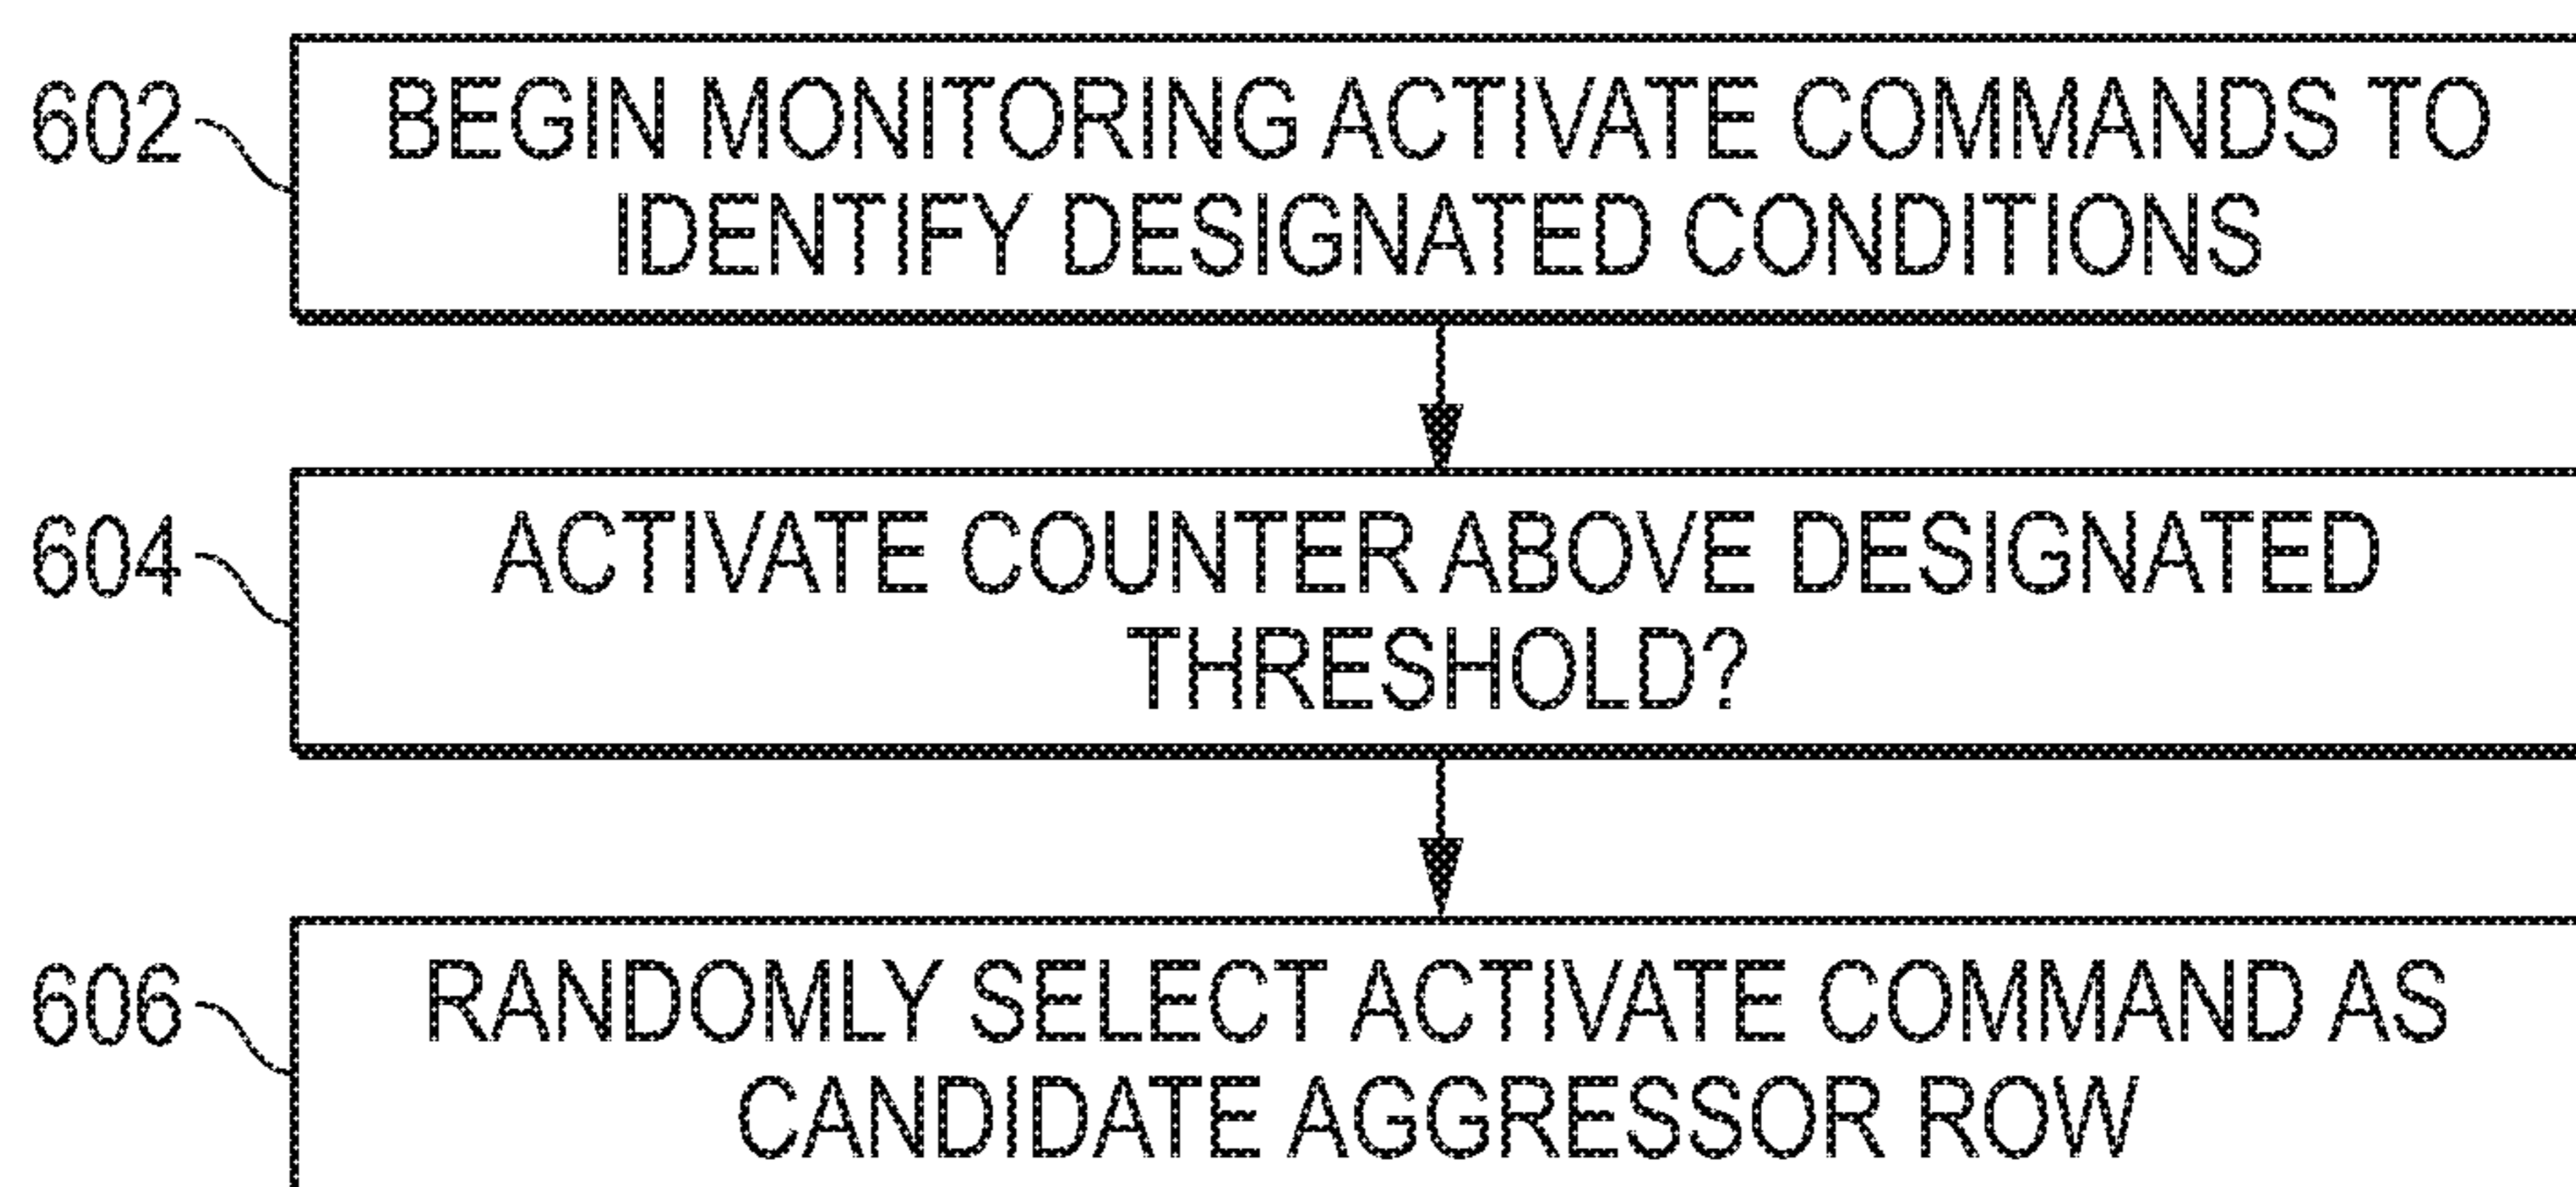 602
BEGIN MONITORING ACTIVATE COMMANDS TO
IDENTIFY DESIGNATED CONDITIONS
604
ACTIVATE COUNTER ABOVE DESIGNATED
THRESHOLD?
606
RANDOMLY SELECT ACTIVATE COMMAND AS
CANDIDATE AGGRESSOR ROW